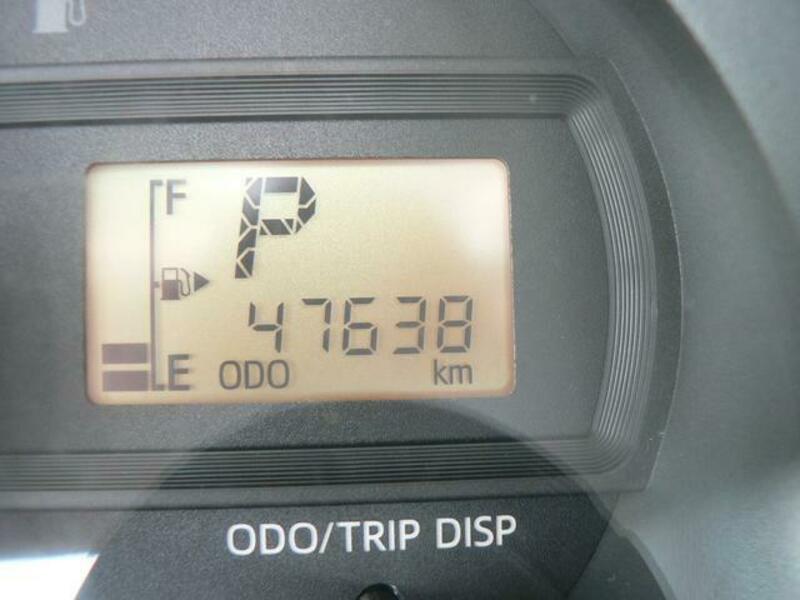 F
P
47638
E ODO km
ODO/TRIP DISP